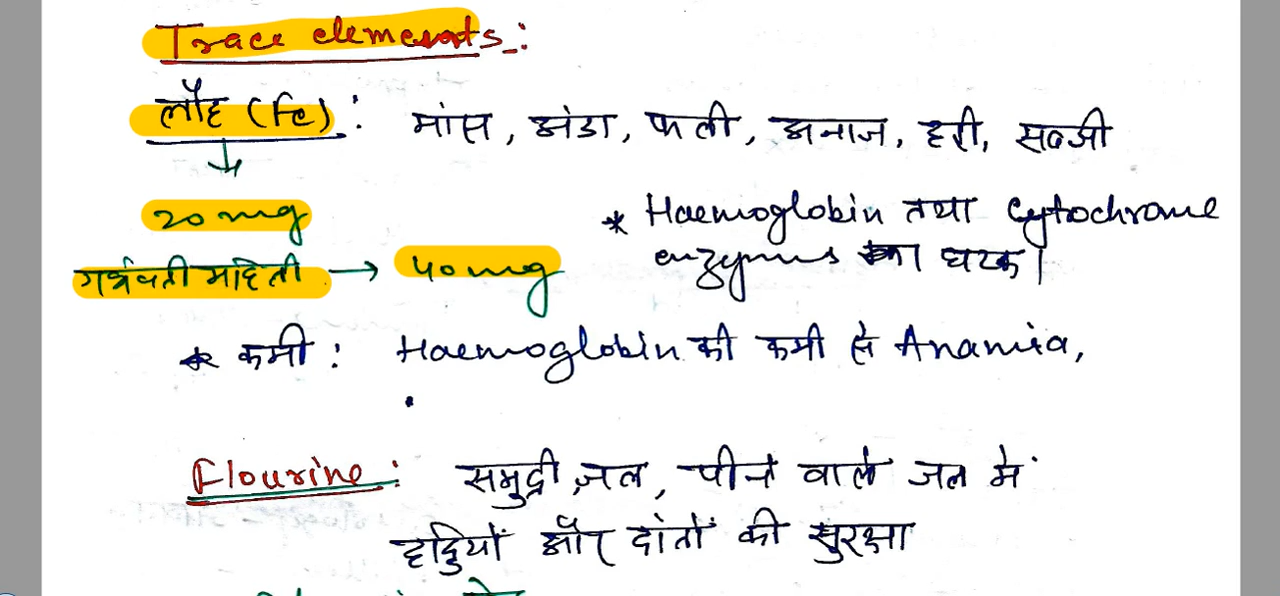 Trace elements :
लौह (Fe) : मांस, अंडा, फली, अनाज, हरी, सब्जी
20 mg
* Haemoglobin तथा Cytochrome
गर्भवती महिली → 40 mg
enzymes का घटक।
* कमी : Haemoglobin की कमी से Anamia,
Flourine : समुद्री जल, पीने वाले जल में
हड्डियों और दांतों की सुरक्षा